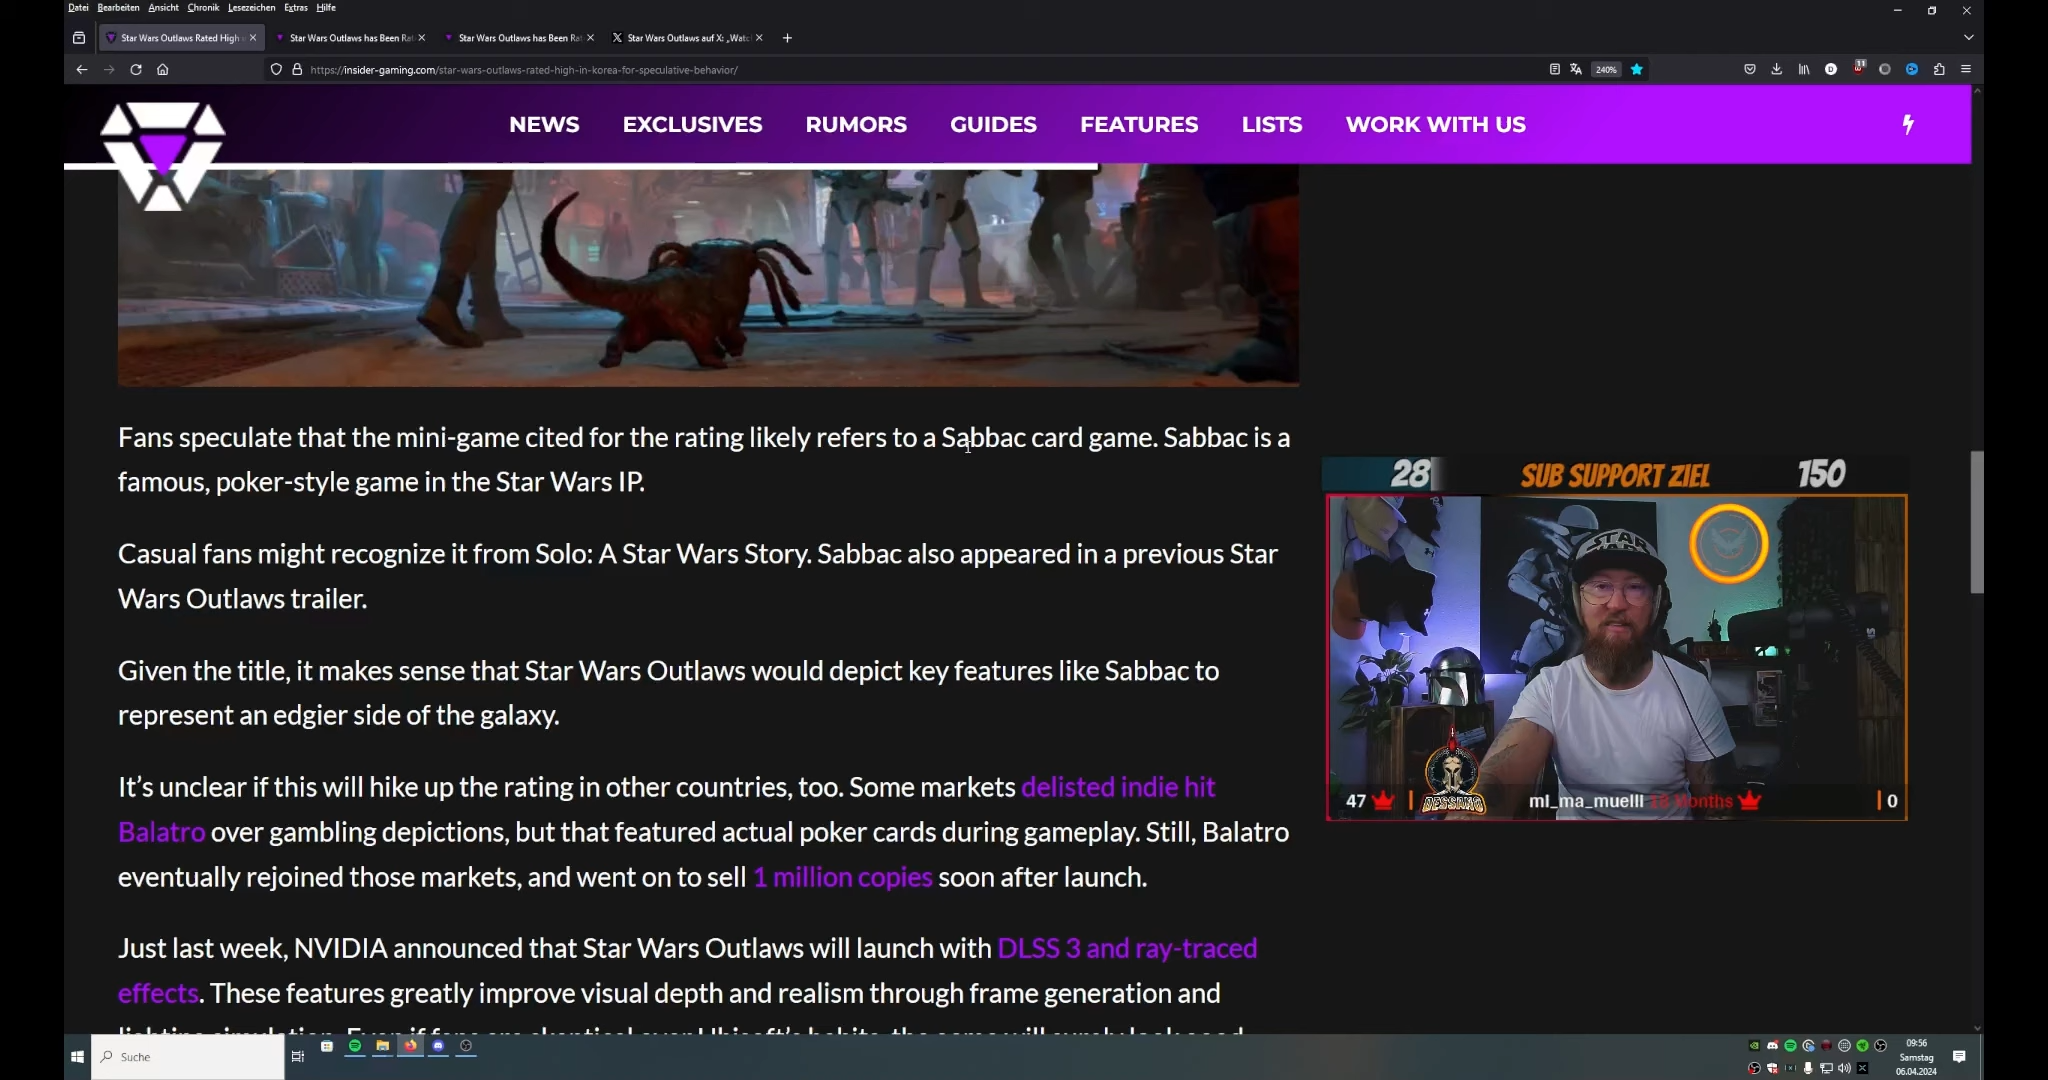 Datei Bearbeiten Ansicht Chronik Lesezeichen Extras Hilfe
Star Wars Outlaws Rated High
Star Wars Outlaws has Been Ra
Star Wars Outlaws has Been Ra
Star Wars Outlaws auf X: „Wat
https://insider-gaming.com/star-wars-outlaws-rated-high-in-korea-for-speculative-behavior/
240%
11
NEWS EXCLUSIVES RUMORS GUIDES FEATURES LISTS WORK WITH US
Fans speculate that the mini-game cited for the rating likely refers to a Sabbac card game. Sabbac is a
famous, poker-style game in the Star Wars IP.
Casual fans might recognize it from Solo: A Star Wars Story. Sabbac also appeared in a previous Star
Wars Outlaws trailer.
Given the title, it makes sense that Star Wars Outlaws would depict key features like Sabbac to
represent an edgier side of the galaxy.
It's unclear if this will hike up the rating in other countries, too. Some markets delisted indie hit
Balatro over gambling depictions, but that featured actual poker cards during gameplay. Still, Balatro
eventually rejoined those markets, and went on to sell 1 million copies soon after launch.
Just last week, NVIDIA announced that Star Wars Outlaws will launch with DLSS 3 and ray-traced
effects. These features greatly improve visual depth and realism through frame generation and
28 SUB SUPPORT ZIEL 150
STAR WARS
DESSANO
47 ml_ma_muelll 18 Months 0
Suche
09:56
Samstag
06.04.2024